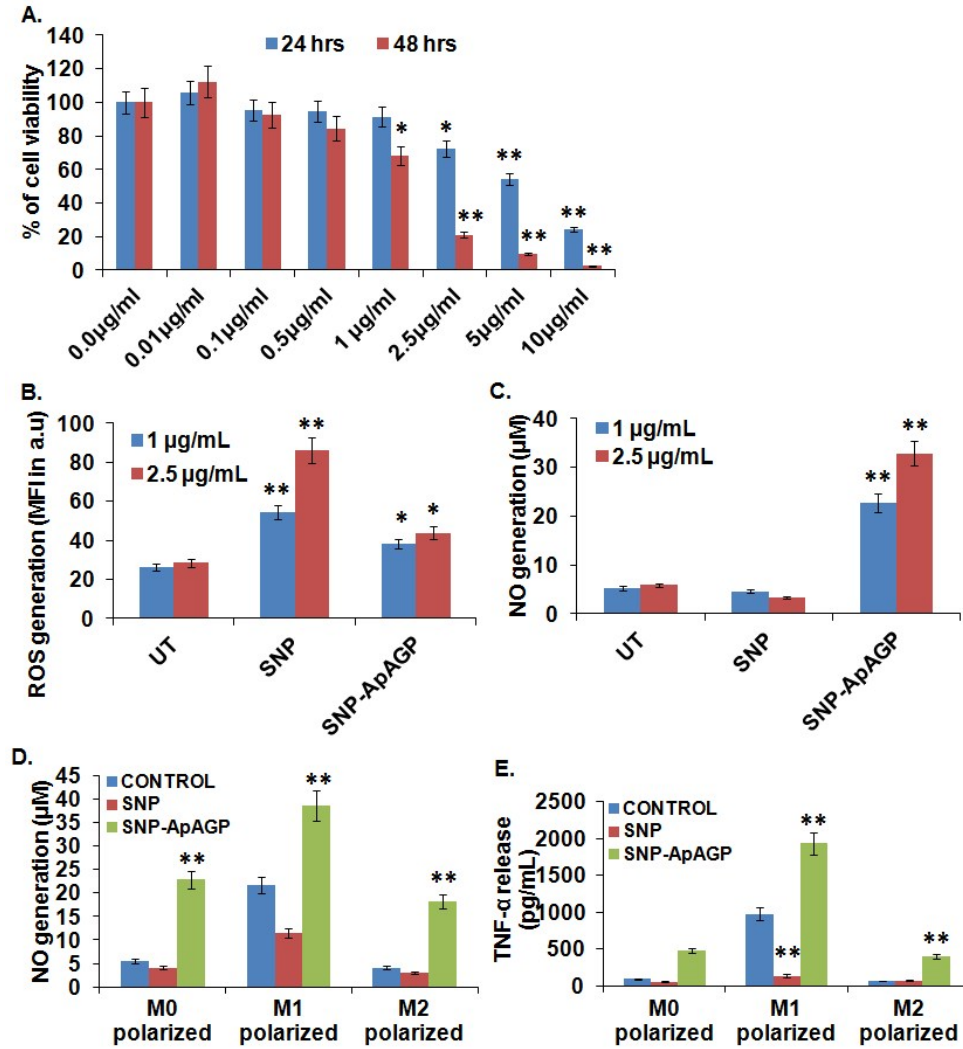 A.
24 hrs 48 hrs
% of cell viability
140
120
100
80
60
40
20
0
* *
** **
** **
**
0.0µg/ml 0.01µg/ml 0.1µg/ml 0.5µg/ml 1 µg/ml 2.5µg/ml 5µg/ml 10µg/ml
B.
ROS generation (MFI in a.u)
100
80
60
40
20
0
1 µg/mL
2.5 µg/mL
** **
* *
UT SNP SNP-ApAGP
C.
NO generation (µM)
40
30
20
10
0
1 µg/mL
2.5 µg/mL
** **
UT SNP SNP-ApAGP
D.
NO generation (µM)
45
40
35
30
25
20
15
10
5
0
CONTROL
SNP
SNP-ApAGP
** ** **
M0 M1 M2
polarized polarized polarized
E.
TNF-α release
(pg/mL)
2500
2000
1500
1000
500
0
CONTROL
SNP
SNP-ApAGP
** ** **
M0 M1 M2
polarized polarized polarized